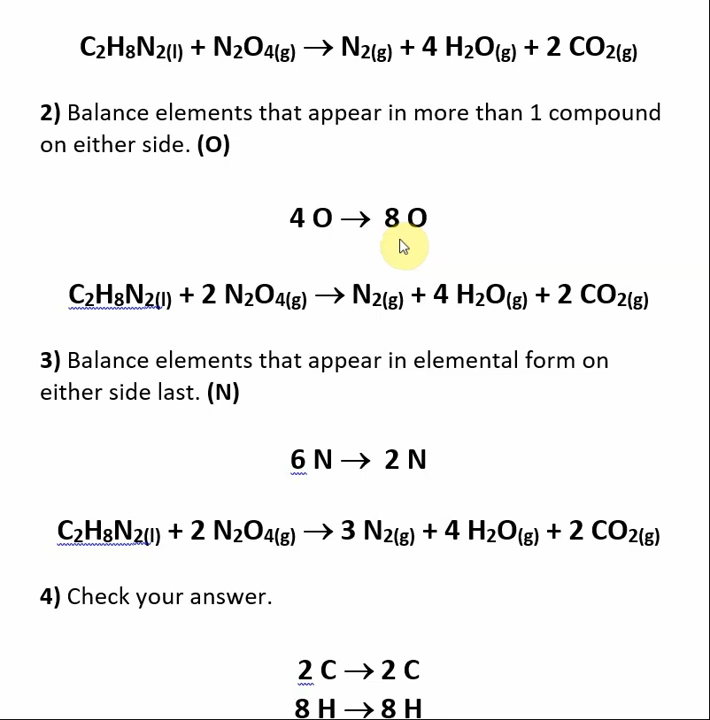 C₂H₈N₂(l) + N₂O₄(g) → N₂(g) + 4 H₂O(g) + 2 CO₂(g)
2) Balance elements that appear in more than 1 compound
on either side. (O)
4 O → 8 O
C₂H₈N₂(l) + 2 N₂O₄(g) → N₂(g) + 4 H₂O(g) + 2 CO₂(g)
3) Balance elements that appear in elemental form on
either side last. (N)
6 N → 2 N
C₂H₈N₂(l) + 2 N₂O₄(g) → 3 N₂(g) + 4 H₂O(g) + 2 CO₂(g)
4) Check your answer.
2 C → 2 C
8 H → 8 H